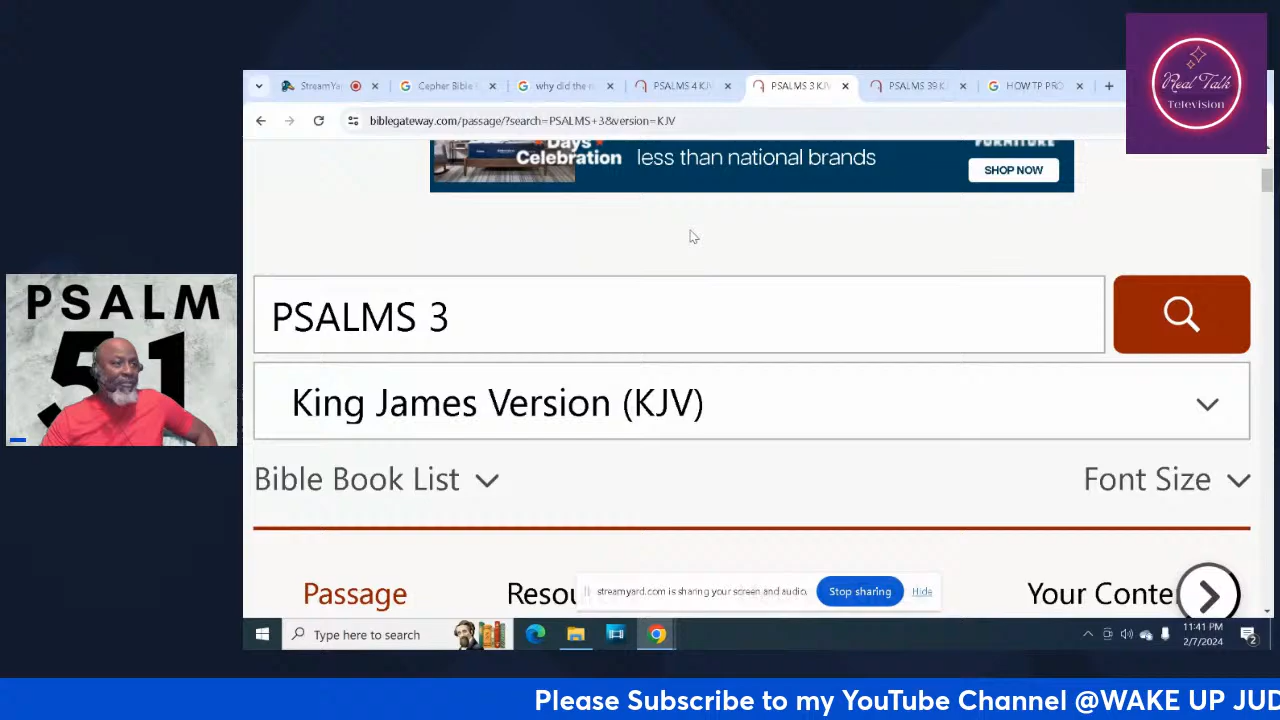 Real Talk
Television
StreamYa
Cepher Bible
why did the
PSALMS 4 KJV
PSALMS 3 KJV
PSALMS 39 KJ
HOW TP PRO
biblegateway.com/passage/?search=PSALMS+3&version=KJV
Days
Celebration
less than national brands
FURNITURE
SHOP NOW
PSALMS 3
King James Version (KJV)
Bible Book List
Font Size
PSALM
51
Passage
Resou
streamyard.com is sharing your screen and audio.
Stop sharing
Hide
Your Conte
Type here to search
11:41 PM
2/7/2024
2
Please Subscribe to my YouTube Channel @WAKE UP JUD